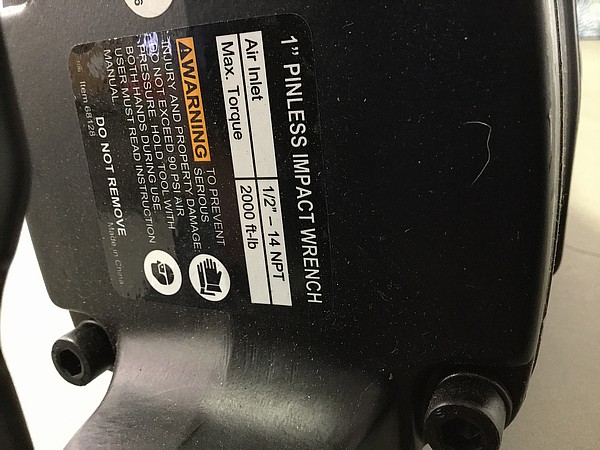 1" PINLESS IMPACT WRENCH
Air Inlet 1/2" – 14 NPT
Max. Torque 2000 ft-lb
WARNING TO PREVENT
SERIOUS
INJURY AND PROPERTY DAMAGE:
DO NOT EXCEED 90 PSI AIR
PRESSURE. HOLD TOOL WITH
BOTH HANDS DURING USE.
USER MUST READ INSTRUCTION
MANUAL.
DO NOT REMOVE
Item 68128
Made in China